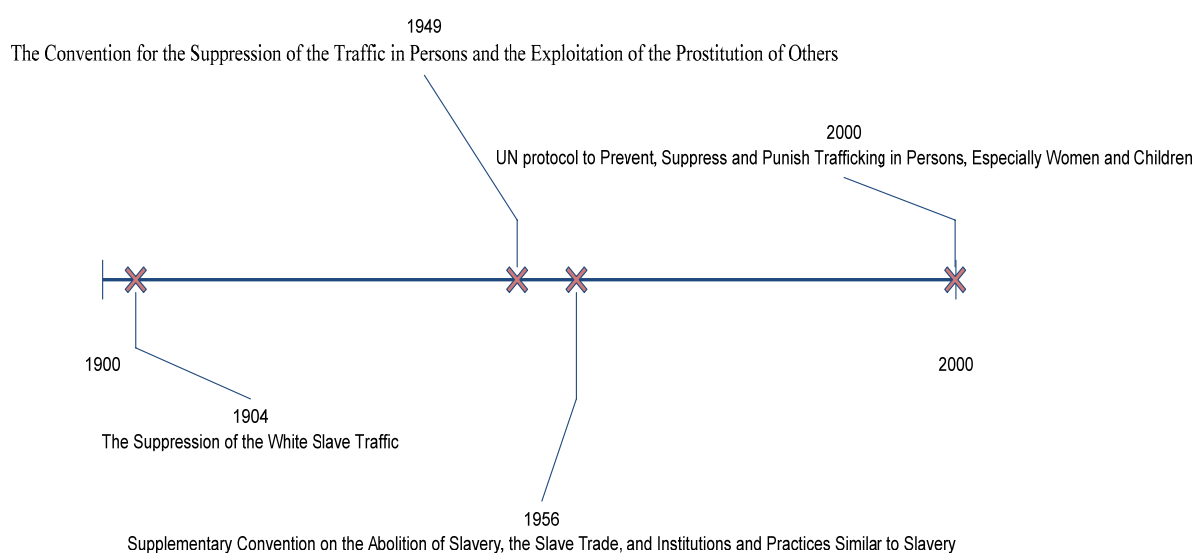 1949
The Convention for the Suppression of the Traffic in Persons and the Exploitation of the Prostitution of Others
2000
UN protocol to Prevent, Suppress and Punish Trafficking in Persons, Especially Women and Children
1900
2000
1904
The Suppression of the White Slave Traffic
1956
Supplementary Convention on the Abolition of Slavery, the Slave Trade, and Institutions and Practices Similar to Slavery